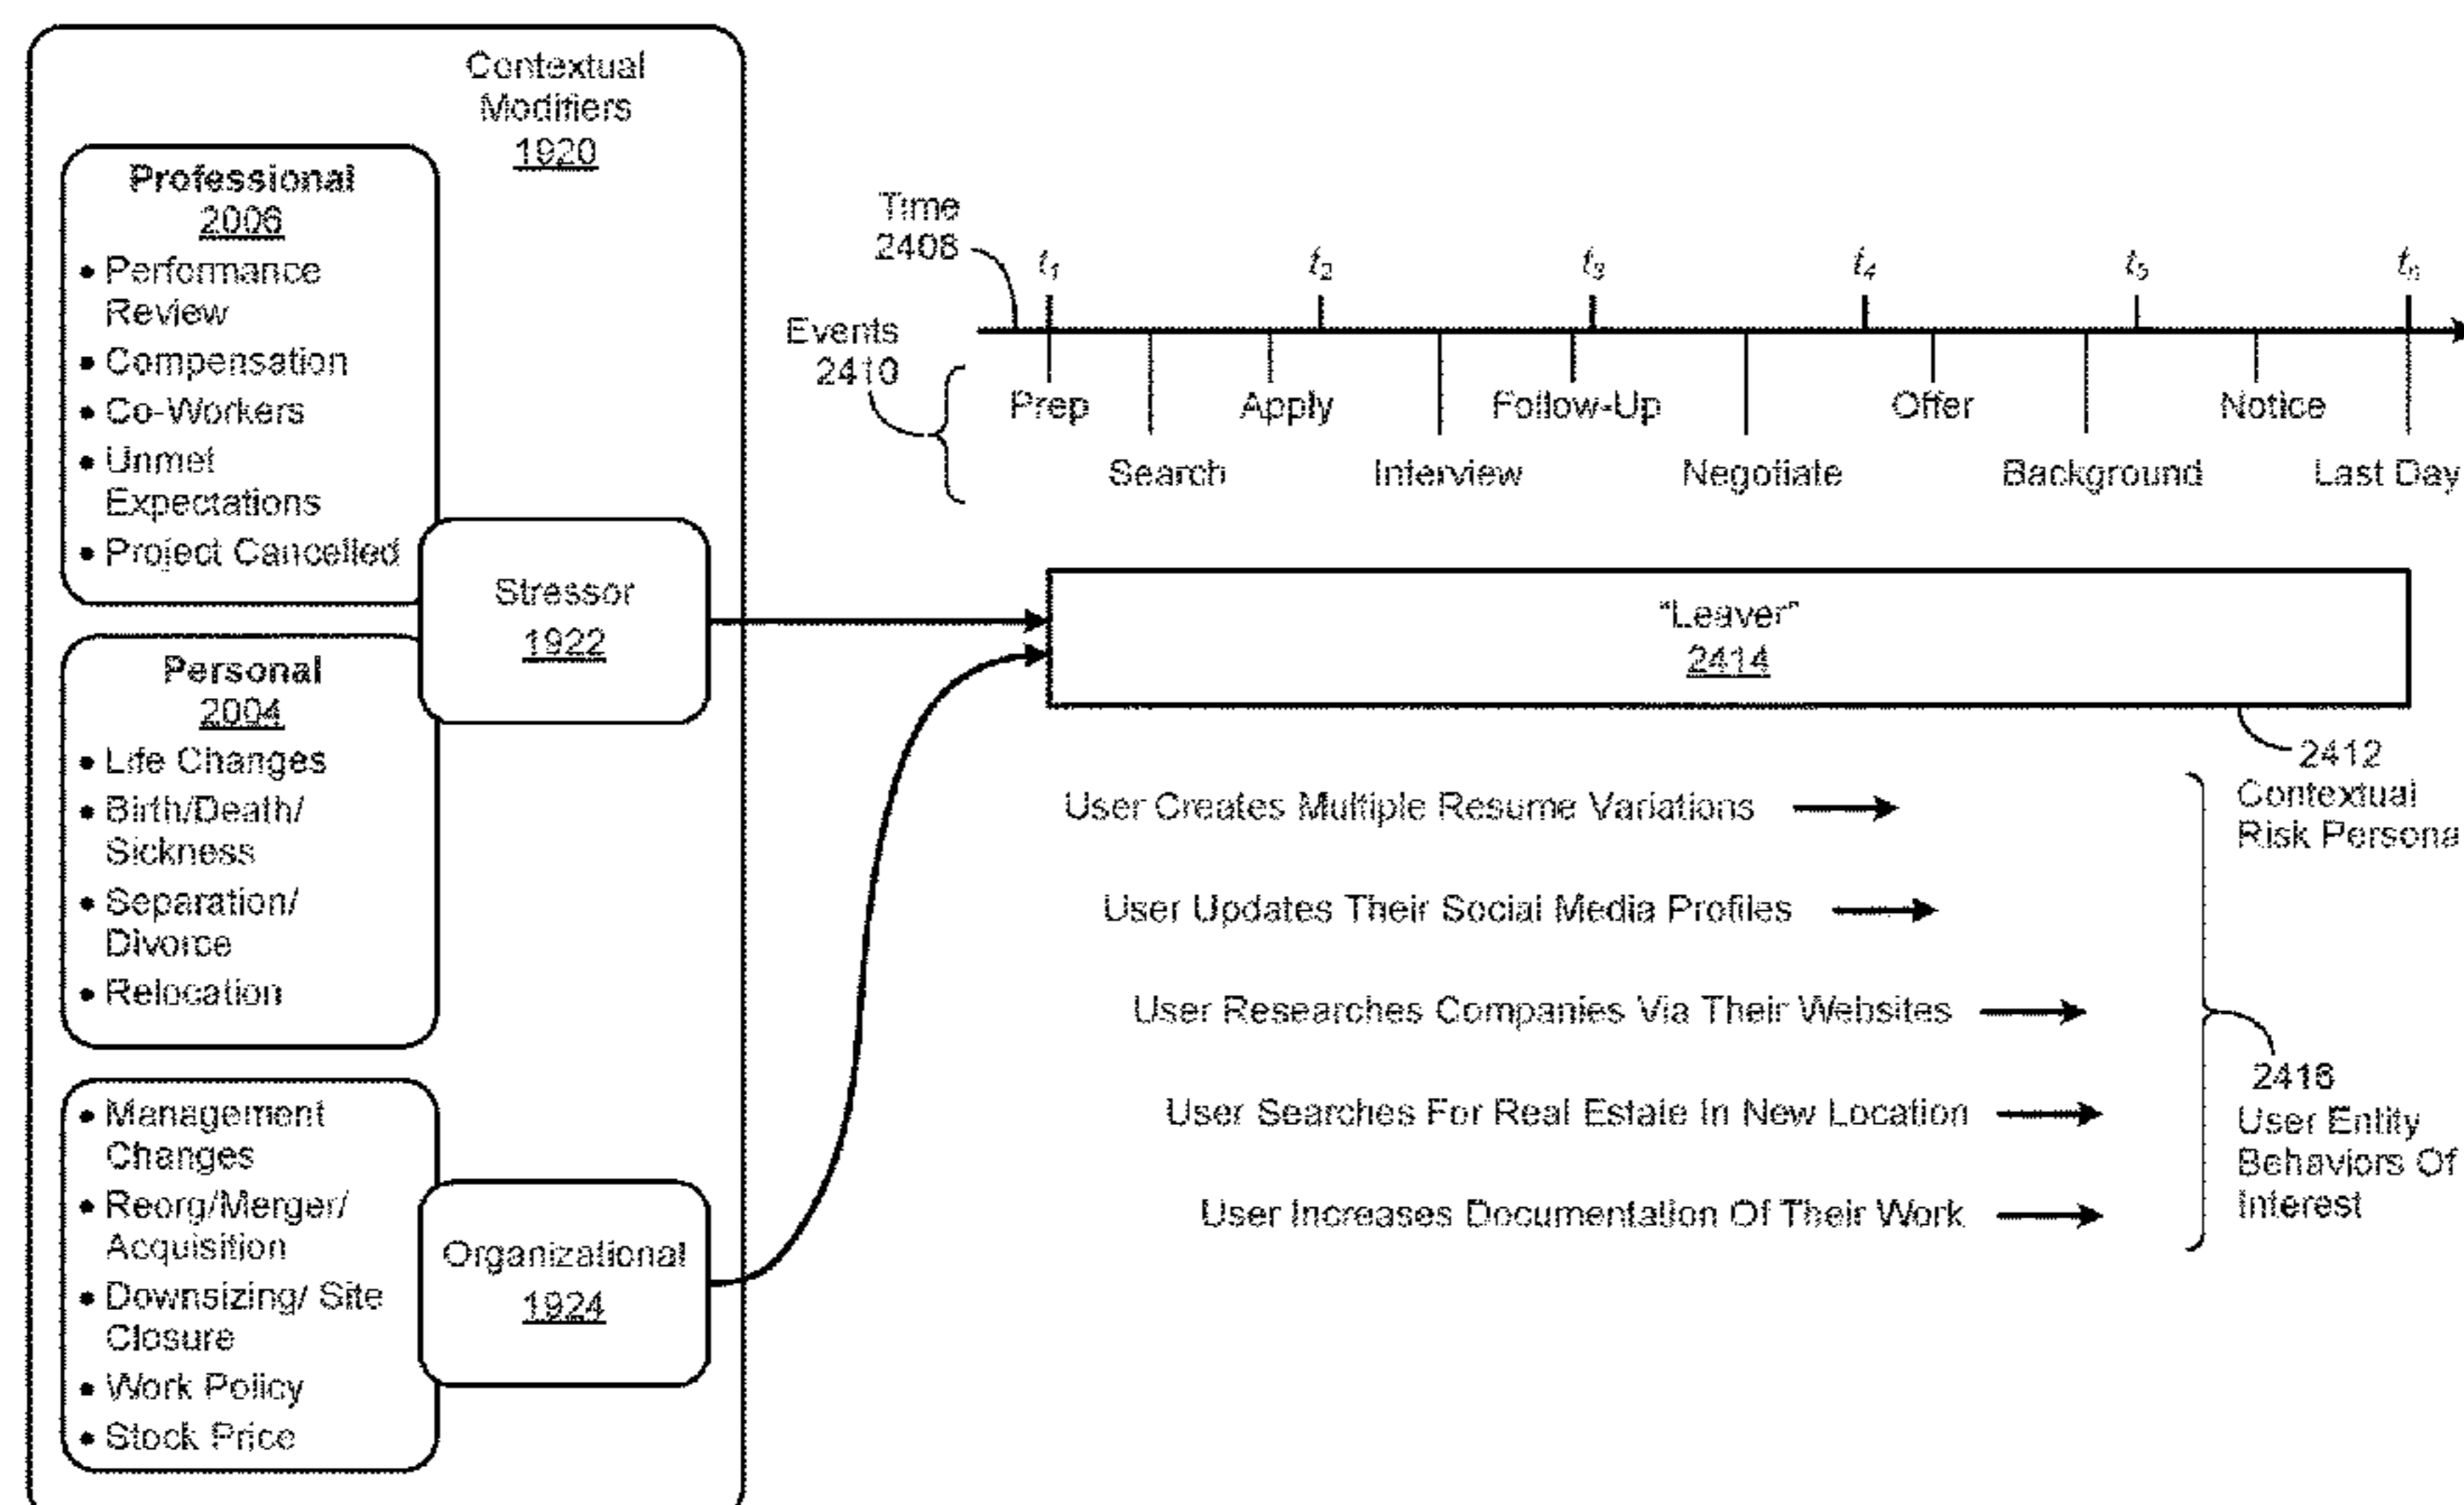 Contextual
Modifiers
1920
Professional
2006
• Performance
Review
• Compensation
• Co-Workers
• Unmet
Expectations
• Project Cancelled
Stressor
1922
Personal
2004
• Life Changes
• Birth/Death/
Sickness
• Separation/
Divorce
• Relocation
• Management
Changes
• Reorg/Merger/
Acquisition
• Downsizing/ Site
Closure
• Work Policy
• Stock Price
Organizational
1924
Time
2408
t1 t2 t3 t4 t5
Events
2410
Prep Apply Follow-Up Offer Notice
Search Interview Negotiate Background Last Day
"Leaver"
2414
2412
Contextual
Risk Persona
User Creates Multiple Resume Variations
User Updates Their Social Media Profiles
User Researches Companies Via Their Websites
User Searches For Real Estate In New Location
User Increases Documentation Of Their Work
2416
User Entity
Behaviors Of
Interest